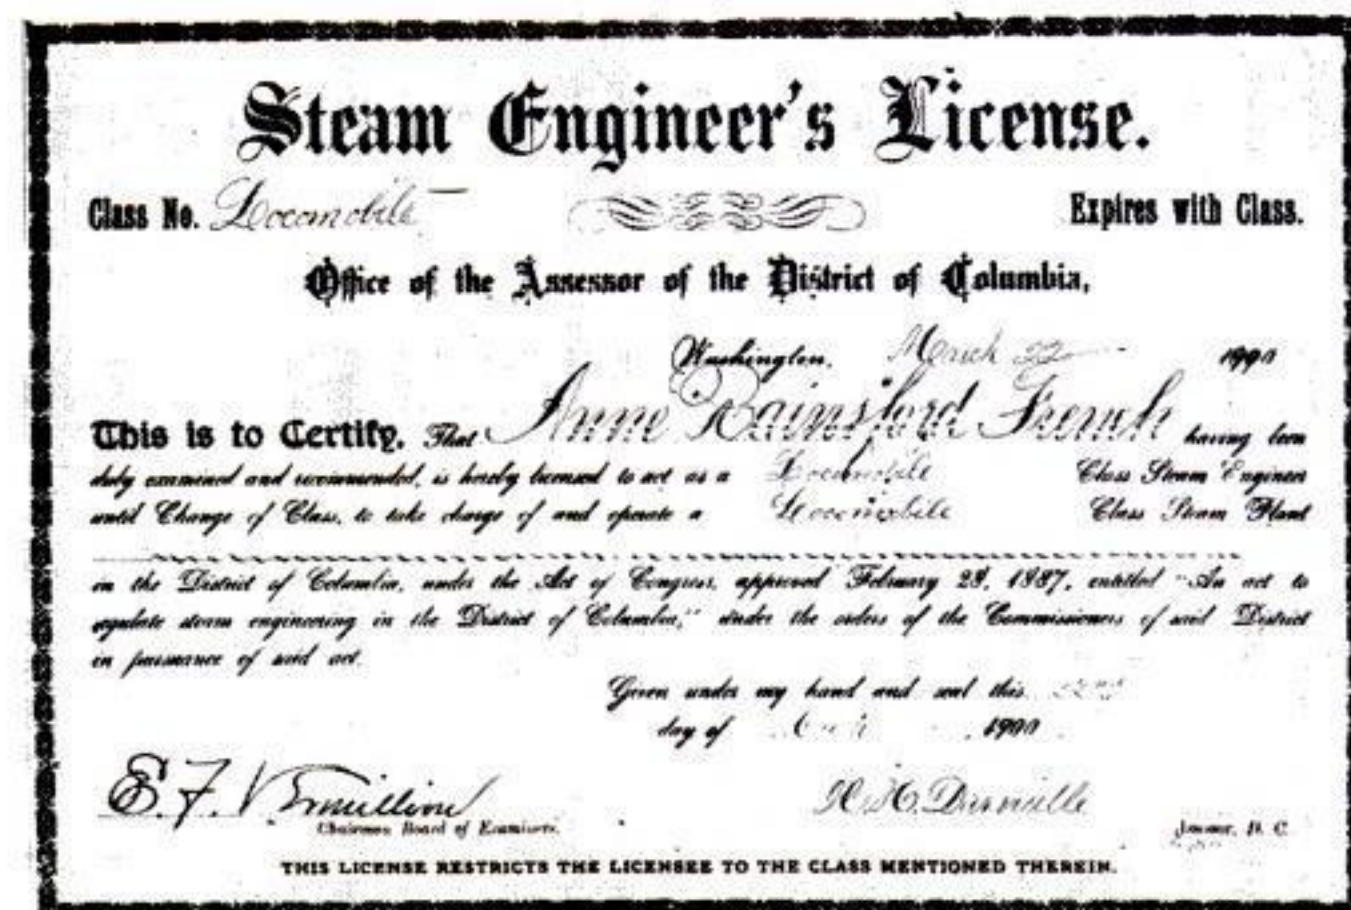 Steam Engineer's License.
Class No. Locomobile Expires with Class.
Office of the Assessor of the District of Columbia,
Washington, March 22 1900
This is to Certify, That Anne Rainsford French having been
duly examined and recommended, is hereby licensed to act as a Locomobile Class Steam Engineer
until Change of Class, to take charge of and operate a Locomobile Class Steam Plant
in the District of Columbia, under the Act of Congress, approved February 28, 1887, entitled "An act to
regulate steam engineering in the District of Columbia," under the orders of the Commissioners of said District
in pursuance of said act.
Given under my hand and seal this 22nd
day of 1900
E. F. Vermillion H. H. Darneille
Chairman Board of Examiners. Assessor, D. C.
THIS LICENSE RESTRICTS THE LICENSEE TO THE CLASS MENTIONED THEREIN.